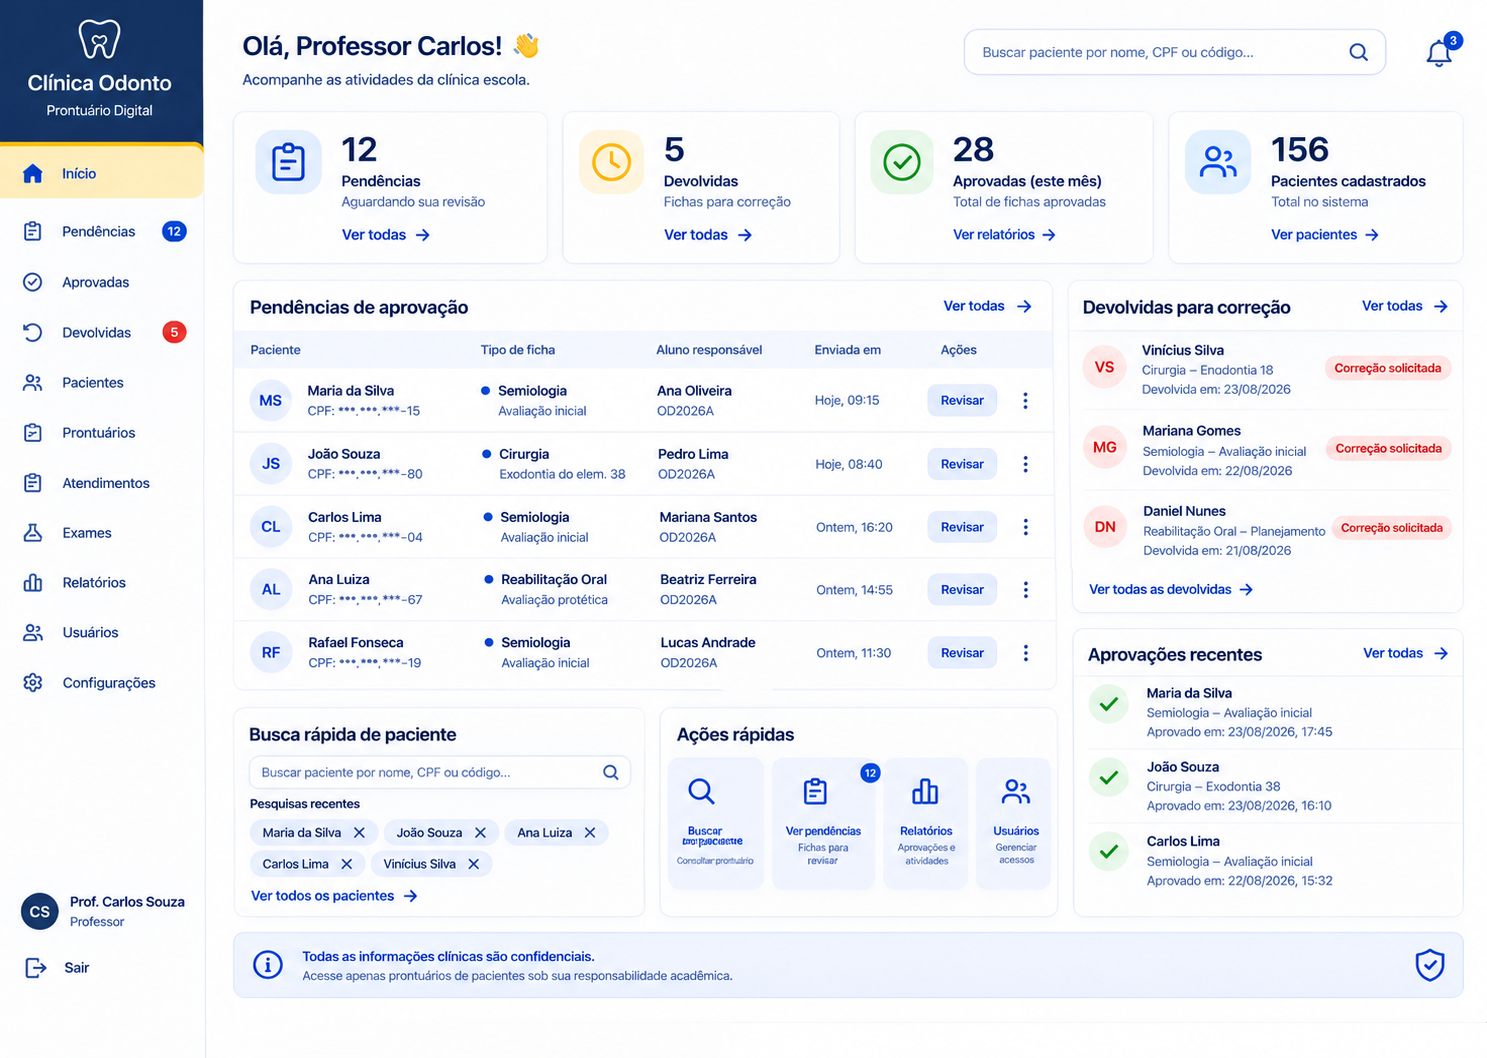 Clínica Odonto
Prontuário Digital
Início
Pendências 12
Aprovadas
Devolvidas 5
Pacientes
Prontuários
Atendimentos
Exames
Relatórios
Usuários
Configurações
CS
Prof. Carlos Souza
Professor
Sair
Olá, Professor Carlos! 👋
Acompanhe as atividades da clínica escola.
Buscar paciente por nome, CPF ou código...
3
12
Pendências
Aguardando sua revisão
Ver todas →
5
Devolvidas
Fichas para correção
Ver todas →
28
Aprovadas (este mês)
Total de fichas aprovadas
Ver relatórios →
156
Pacientes cadastrados
Total no sistema
Ver pacientes →
Pendências de aprovação
Ver todas →
Paciente Tipo de ficha Aluno responsável Enviada em Ações
MS
Maria da Silva
CPF: ***.***.***-15
Semiologia
Avaliação inicial
Ana Oliveira
OD2026A
Hoje, 09:15
Revisar
JS
João Souza
CPF: ***.***.***-80
Cirurgia
Exodontia do elem. 38
Pedro Lima
OD2026A
Hoje, 08:40
Revisar
CL
Carlos Lima
CPF: ***.***.***-04
Semiologia
Avaliação inicial
Mariana Santos
OD2026A
Ontem, 16:20
Revisar
AL
Ana Luiza
CPF: ***.***.***-67
Reabilitação Oral
Avaliação protética
Beatriz Ferreira
OD2026A
Ontem, 14:55
Revisar
RF
Rafael Fonseca
CPF: ***.***.***-19
Semiologia
Avaliação inicial
Lucas Andrade
OD2026A
Ontem, 11:30
Revisar
Devolvidas para correção
Ver todas →
VS
Vinícius Silva
Cirurgia – Enodontia 18
Devolvida em: 23/08/2026
Correção solicitada
MG
Mariana Gomes
Semiologia – Avaliação inicial
Devolvida em: 22/08/2026
Correção solicitada
DN
Daniel Nunes
Reabilitação Oral – Planejamento
Devolvida em: 21/08/2026
Correção solicitada
Ver todas as devolvidas →
Aprovações recentes
Ver todas →
Maria da Silva
Semiologia – Avaliação inicial
Aprovado em: 23/08/2026, 17:45
João Souza
Cirurgia – Exodontia 38
Aprovado em: 23/08/2026, 16:10
Carlos Lima
Semiologia – Avaliação inicial
Aprovado em: 22/08/2026, 15:32
Busca rápida de paciente
Buscar paciente por nome, CPF ou código...
Pesquisas recentes
Maria da Silva ×
João Souza ×
Ana Luiza ×
Carlos Lima ×
Vinícius Silva ×
Ver todos os pacientes →
Ações rápidas
Buscar
Consultar prontuário
12
Ver pendências
Fichas para
revisar
Relatórios
Aprovações e
atividades
Usuários
Gerenciar
acessos
Todas as informações clínicas são confidenciais.
Acesse apenas prontuários de pacientes sob sua responsabilidade acadêmica.